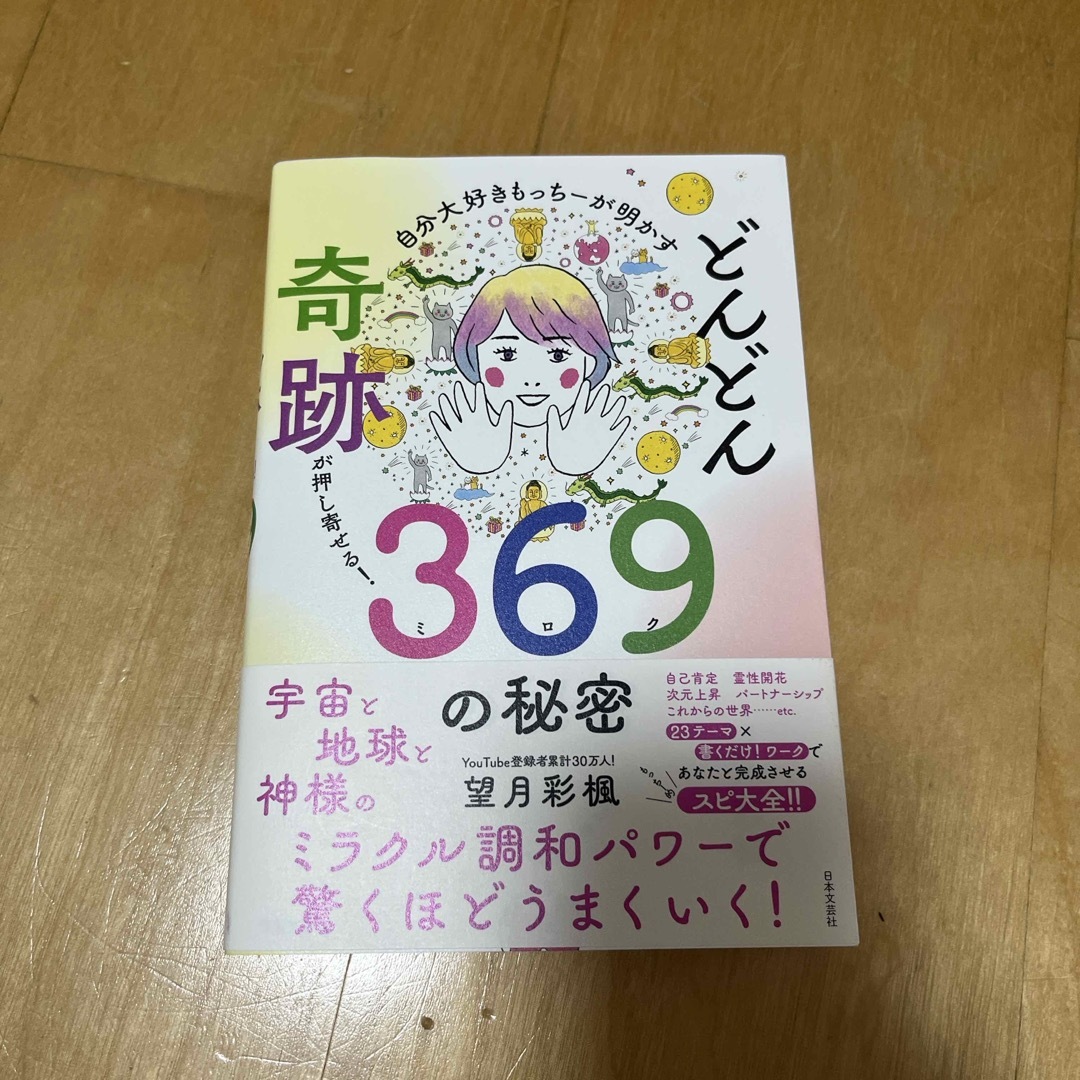 自分大好きもっちーが明かす
どんどん
奇跡
が押し寄せる!
369
ミロク
の秘密
YouTube登録者累計30万人!
望月彩楓
自己肯定 霊性開花
次元上昇 パートナーシップ
これからの世界……etc.
23テーマ×
書くだけ!ワークで
あなたと完成させる
スピ大全!!
宇宙と
地球と
神様の
ミラクル調和パワーで
驚くほどうまくいく!
日本文芸社